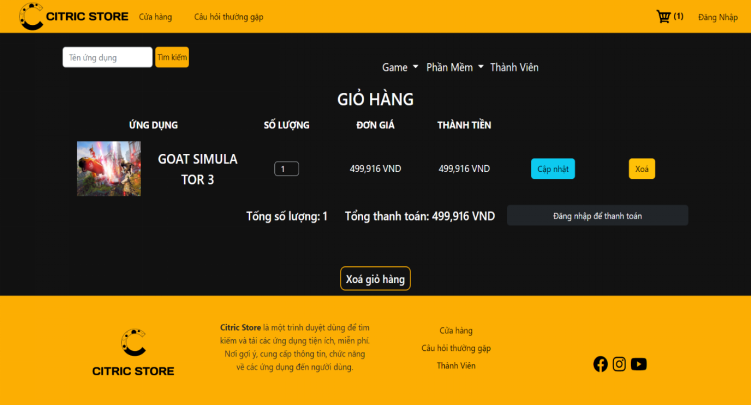 CITRIC STORE Cửa hàng Câu hỏi thường gặp (1) Đăng Nhập
Tên ứng dụng Tìm kiếm
Game Phần Mềm Thành Viên
GIỎ HÀNG
ỨNG DỤNG SỐ LƯỢNG ĐƠN GIÁ THÀNH TIỀN
GOAT SIMULA
TOR 3
1 499,916 VND 499,916 VND Cập nhật Xoá
Tổng số lượng: 1 Tổng thanh toán: 499,916 VND Đăng nhập để thanh toán
Xoá giỏ hàng
CITRIC STORE
Citric Store là một trình duyệt dùng để tìm
kiếm và tải các ứng dụng tiện ích, miễn phí.
Nơi gợi ý, cung cấp thông tin, chức năng
về các ứng dụng đến người dùng.
Cửa hàng
Câu hỏi thường gặp
Thành Viên